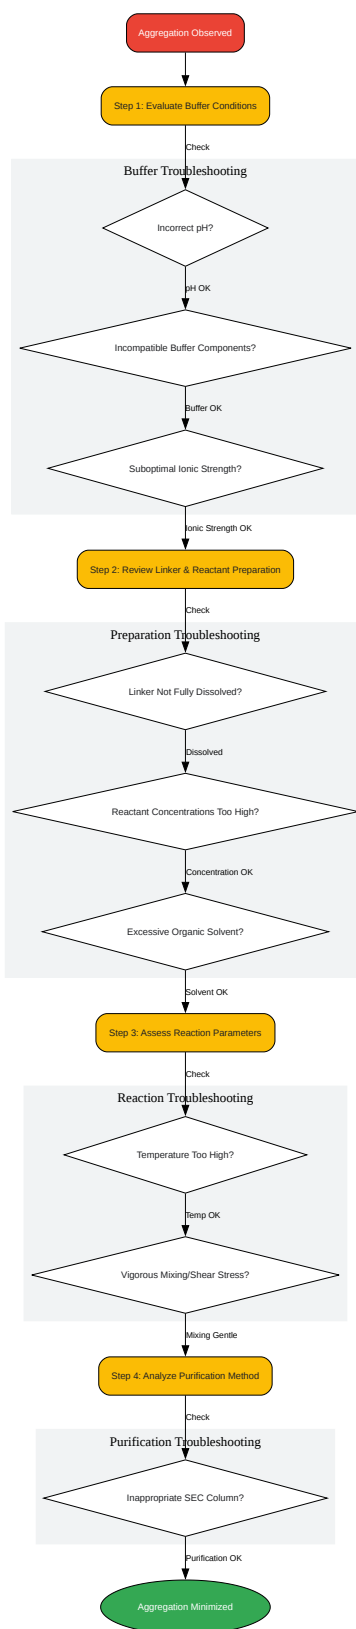 Aggregation Observed
Step 1: Evaluate Buffer Conditions
Check
Buffer Troubleshooting
Incorrect pH?
pH OK
Incompatible Buffer Components?
Buffer OK
Suboptimal Ionic Strength?
Ionic Strength OK
Step 2: Review Linker & Reactant Preparation
Check
Preparation Troubleshooting
Linker Not Fully Dissolved?
Dissolved
Reactant Concentrations Too High?
Concentration OK
Excessive Organic Solvent?
Solvent OK
Step 3: Assess Reaction Parameters
Check
Reaction Troubleshooting
Temperature Too High?
Temp OK
Vigorous Mixing/Shear Stress?
Mixing Gentle
Step 4: Analyze Purification Method
Check
Purification Troubleshooting
Inappropriate SEC Column?
Purification OK
Aggregation Minimized